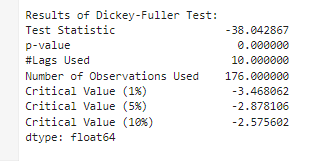 Results of Dickey-Fuller Test:
Test Statistic -38.042867
p-value 0.000000
#Lags Used 10.000000
Number of Observations Used 176.000000
Critical Value (1%) -3.468062
Critical Value (5%) -2.878106
Critical Value (10%) -2.575602
dtype: float64